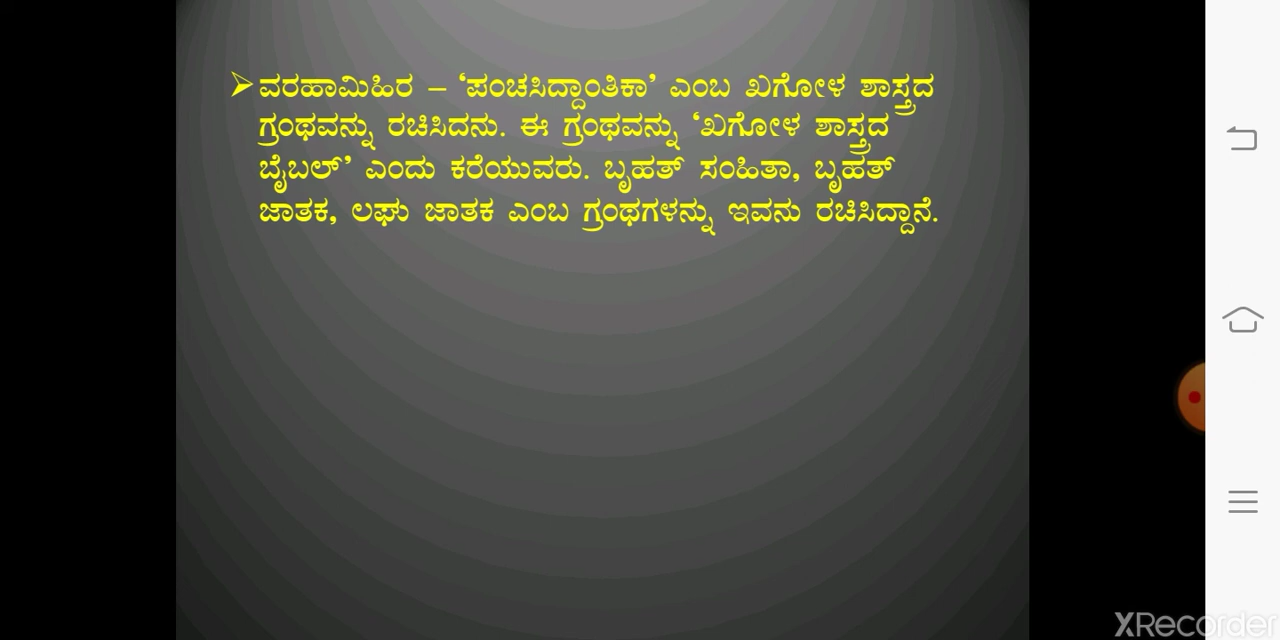 ➢ ವರಹಾಮಿಹಿರ – ‘ಪಂಚಸಿದ್ದಾಂತಿಕಾ’ ಎಂಬ ಖಗೋಳ ಶಾಸ್ತ್ರದ
ಗ್ರಂಥವನ್ನು ರಚಿಸಿದನು. ಈ ಗ್ರಂಥವನ್ನು ‘ಖಗೋಳ ಶಾಸ್ತ್ರದ
ಬೈಬಲ್’ ಎಂದು ಕರೆಯುವರು. ಬೃಹತ್ ಸಂಹಿತಾ, ಬೃಹತ್
ಜಾತಕ, ಲಘು ಜಾತಕ ಎಂಬ ಗ್ರಂಥಗಳನ್ನು ಇವನು ರಚಿಸಿದ್ದಾನೆ.
XRecorder